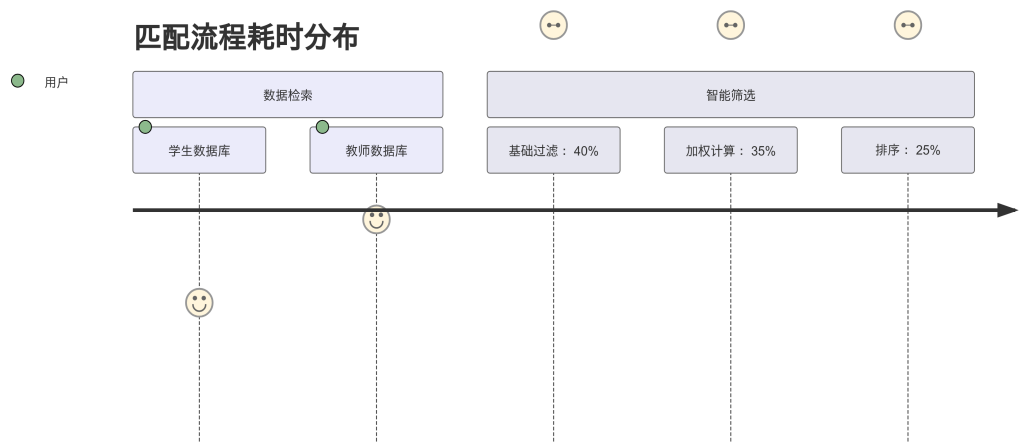 匹配流程耗时分布
用户
数据检索
智能筛选
学生数据库
教师数据库
基础过滤： 40%
加权计算： 35%
排序： 25%